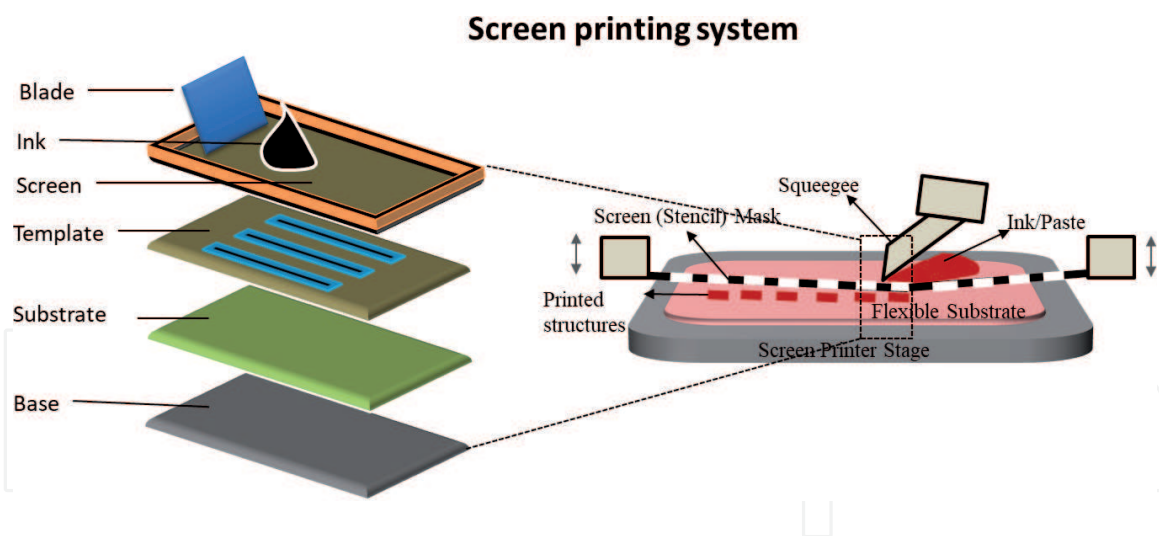 Screen printing system
Blade
Ink
Screen
Template
Substrate
Base
Squeegee
Screen (Stencil) Mask
Ink/Paste
Printed
structures
Flexible Substrate
Screen Printer Stage